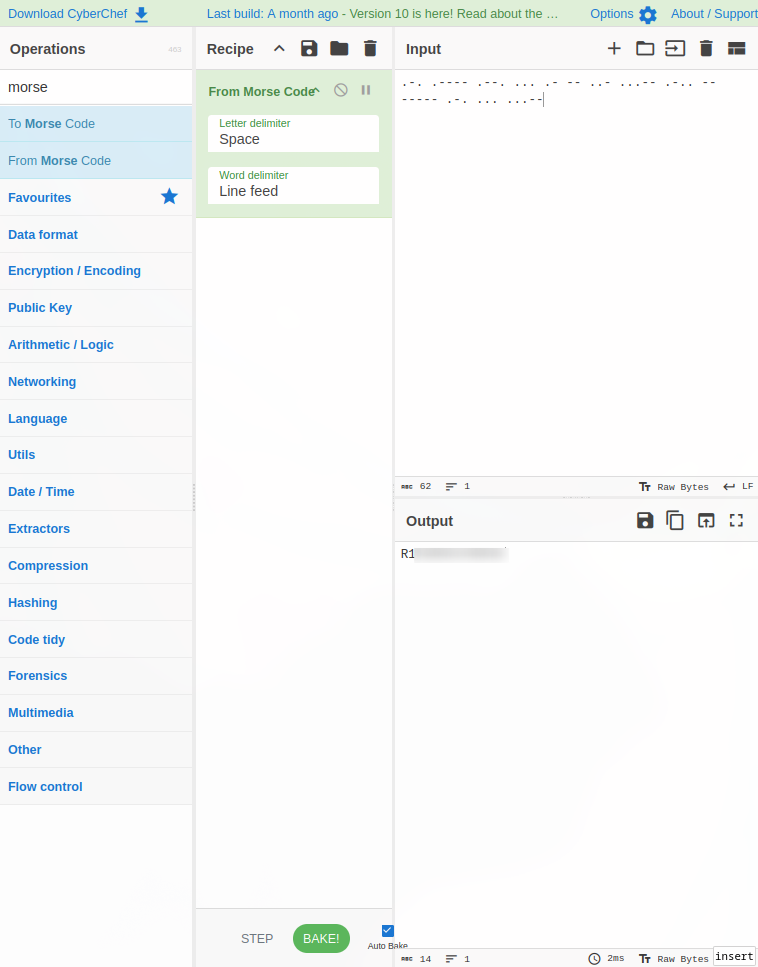 Download CyberChef
Last build: A month ago - Version 10 is here! Read about the ...
Options
About / Support
Operations
463
Recipe
Input
morse
To Morse Code
From Morse Code
Favourites
Data format
Encryption / Encoding
Public Key
Arithmetic / Logic
Networking
Language
Utils
Date / Time
Extractors
Compression
Hashing
Code tidy
Forensics
Multimedia
Other
Flow control
From Morse Code
Letter delimiter
Space
Word delimiter
Line feed
STEP
BAKE!
Auto Bake
.-. .---- .--. ... .- -- ..- ...-- .-.. --
----- .-. ... ...--
ABC 62
1
Tт Raw Bytes
LF
Output
R1
ABC 14
1
2ms
Tт Raw Bytes
insert